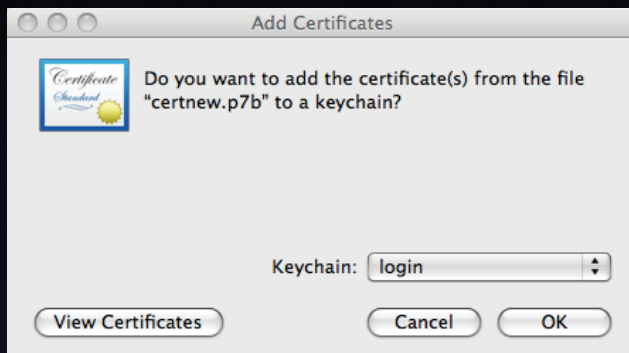 Add Certificates
Certificate
Standard
Do you want to add the certificate(s) from the file
“certnew.p7b” to a keychain?
Keychain: login
View Certificates Cancel OK